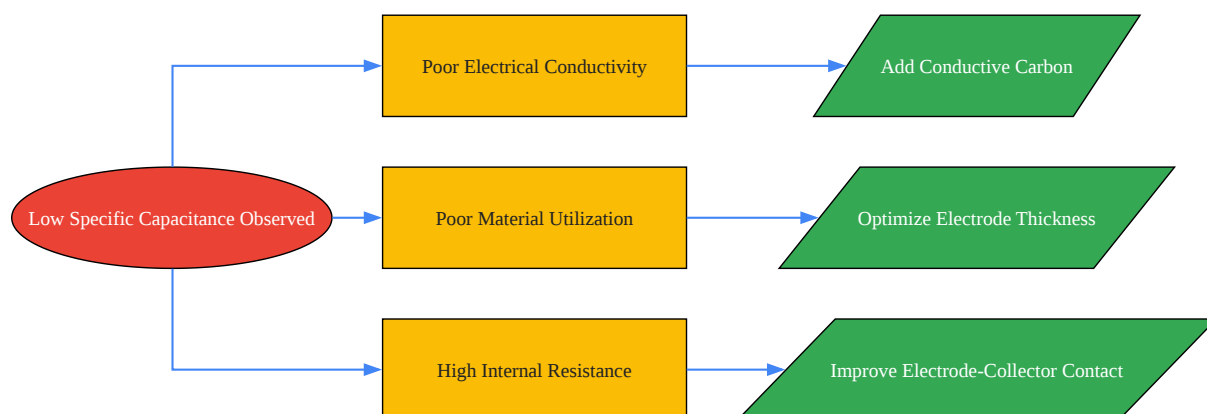 Poor Electrical Conductivity
Add Conductive Carbon
Low Specific Capacitance Observed
Poor Material Utilization
Optimize Electrode Thickness
High Internal Resistance
Improve Electrode-Collector Contact